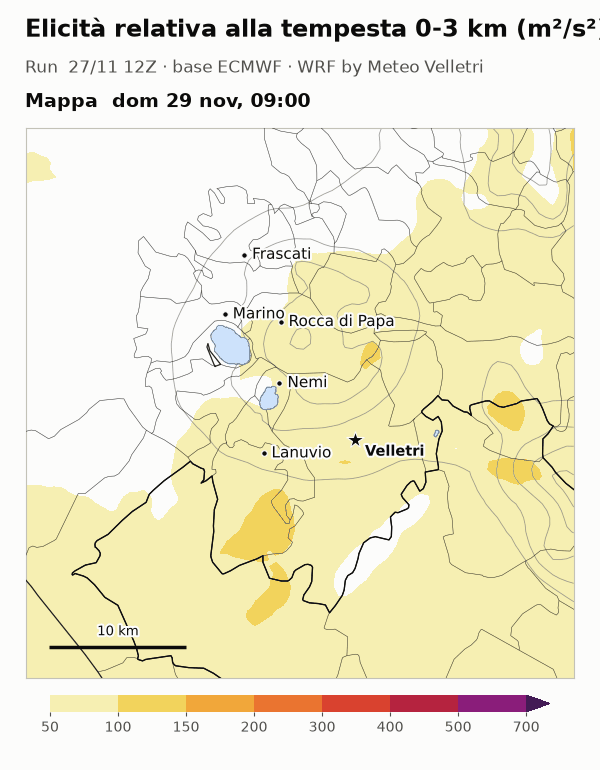 Elicità relativa alla tempesta 0-3 km (m²/s²)
Run  27/11 12Z · base ECMWF · WRF by Meteo Velletri
Mappa  dom 29 nov, 09:00
Frascati
Marino
Rocca di Papa
Nemi
Velletri
Lanuvio
10 km
50 100 150 200 300 400 500 700